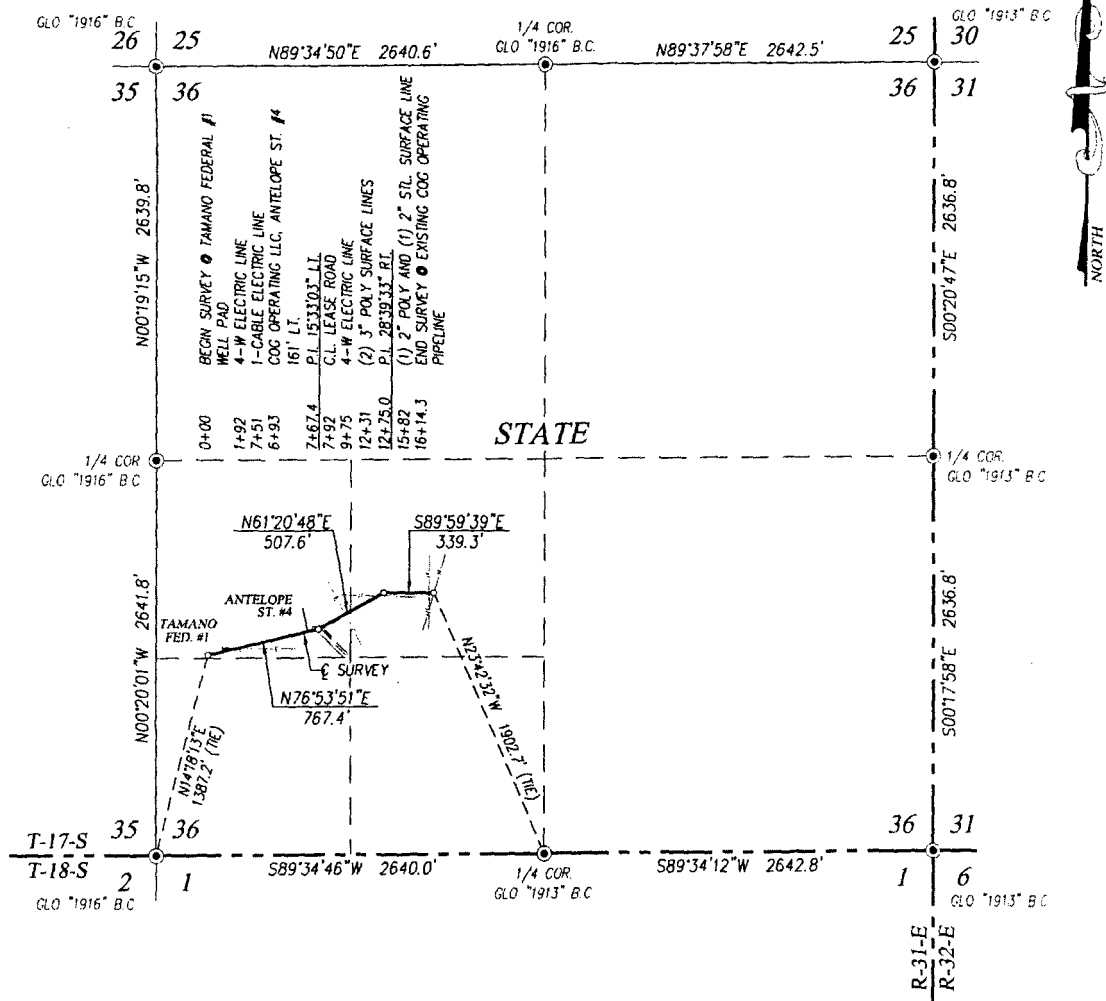 GLO "1916" B.C
26 25
35 36
N89°34'50"E 2640.6'
1/4 COR.
GLO "1916" B.C.
N89°37'58"E 2642.5'
GLO "1913" B.C
25 30
36 31
NORTH
N00°19'15"W 2639.8'
0+00 BEGIN SURVEY @ TAMANO FEDERAL #1
WELL PAD
1+92 4-W ELECTRIC LINE
7+51 1-CABLE ELECTRIC LINE
6+93 COG OPERATING LLC, ANTELOPE ST. #4
161' LT.
7+67.4 P.I. 15°33'03" LT.
7+92 C.L. LEASE ROAD
9+75 4-W ELECTRIC LINE
12+31 (2) 3" POLY SURFACE LINES
12+75.0 P.I. 28°39'33" RT.
15+82 (1) 2" POLY AND (1) 2" STL. SURFACE LINE
16+14.3 END SURVEY @ EXISTING COG OPERATING
PIPELINE
S00°20'47"E 2636.8'
STATE
1/4 COR
GLO "1916" B.C
1/4 COR.
GLO "1913" B.C
N61°20'48"E
507.6'
S89°59'39"E
339.3'
N00°20'01"W 2641.8'
ANTELOPE
ST. #4
TAMANO
FED. #1
℄ SURVEY
N76°53'51"E
767.4'
N14°18'13"E
1387.2' (TIE)
N23°42'32"W 1902.7' (TIE)
S00°17'58"E 2636.8'
T-17-S
T-18-S
35 36
2 1
GLO "1916" B.C
S89°34'46"W 2640.0'
1/4 COR.
GLO "1913" B.C
S89°34'12"W 2642.8'
36 31
1 6
GLO "1913" B.C
R-31-E
R-32-E